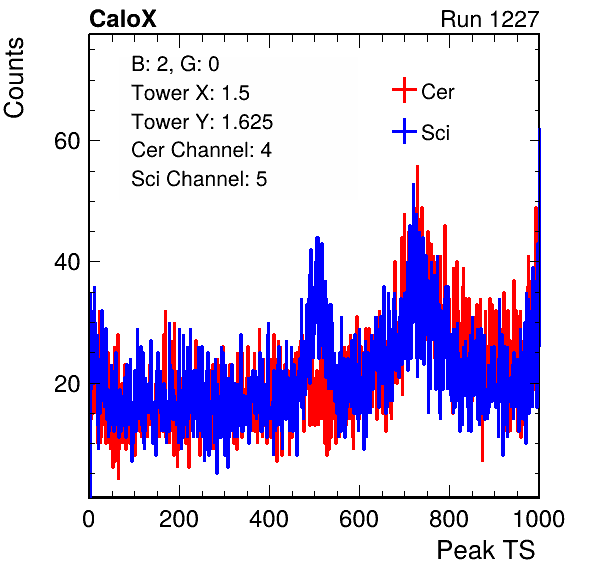 CaloX Run 1227
Counts
B: 2, G: 0
Tower X: 1.5
Tower Y: 1.625
Cer Channel: 4
Sci Channel: 5
Cer
Sci
60
40
20
0 200 400 600 800 1000
Peak TS